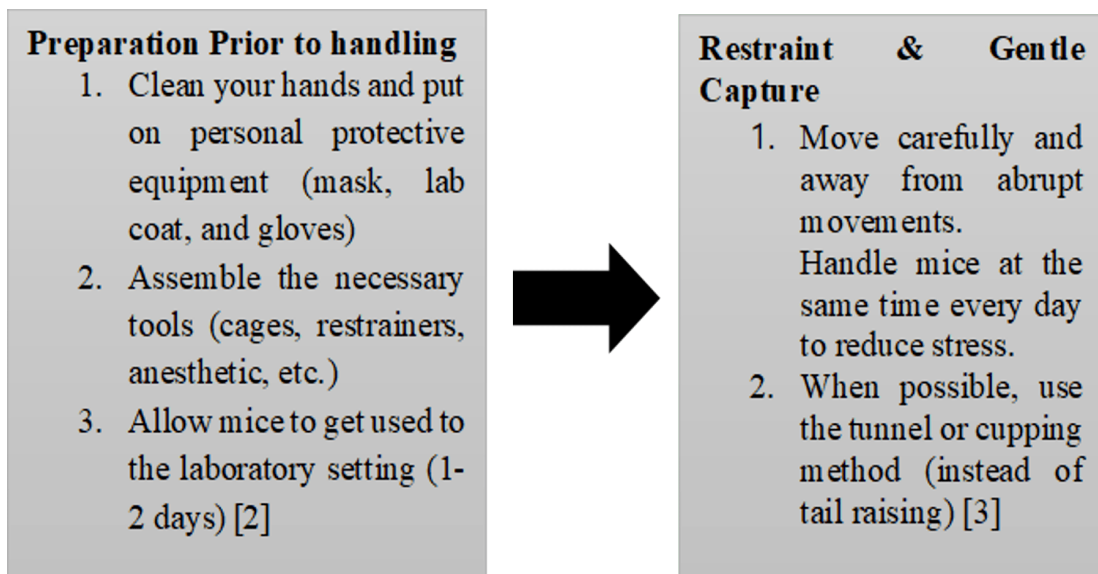 Preparation Prior to handling
1. Clean your hands and put
on personal protective
equipment (mask, lab
coat, and gloves)
2. Assemble the necessary
tools (cages, restrainers,
anesthetic, etc.)
3. Allow mice to get used to
the laboratory setting (1-
2 days) [2]
Restraint & Gentle
Capture
1. Move carefully and
away from abrupt
movements.
Handle mice at the
same time every day
to reduce stress.
2. When possible, use
the tunnel or cupping
method (instead of
tail raising) [3]